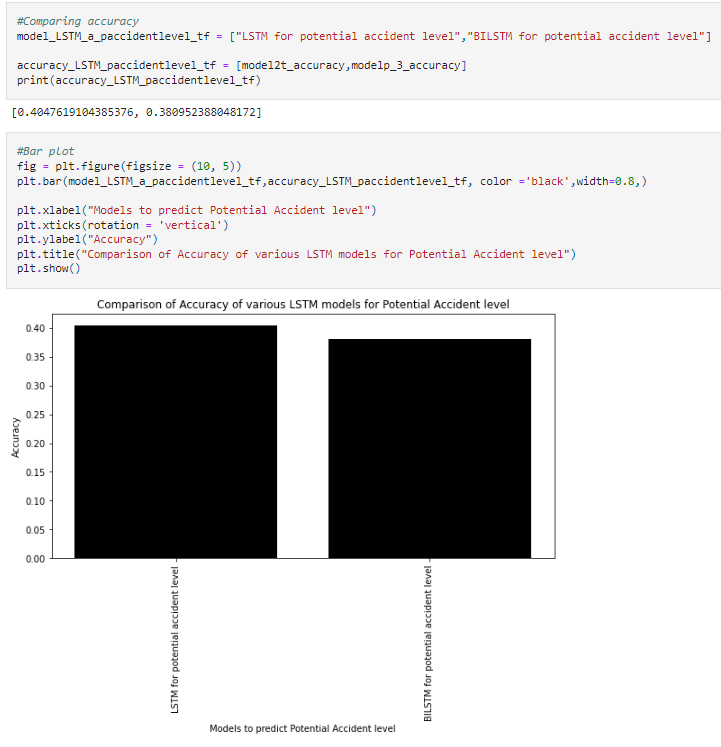 #Comparing accuracy
model_LSTM_a_paccidentlevel_tf = ["LSTM for potential accident level","BILSTM for potential accident level"]
accuracy_LSTM_paccidentlevel_tf = [model2t_accuracy,modelp_3_accuracy]
print(accuracy_LSTM_paccidentlevel_tf)
[0.4047619104385376, 0.380952388048172]
#Bar plot
fig = plt.figure(figsize = (10, 5))
plt.bar(model_LSTM_a_paccidentlevel_tf,accuracy_LSTM_paccidentlevel_tf, color ='black',width=0.8,)
plt.xlabel("Models to predict Potential Accident level")
plt.xticks(rotation = 'vertical')
plt.ylabel("Accuracy")
plt.title("Comparison of Accuracy of various LSTM models for Potential Accident level")
plt.show()
Comparison of Accuracy of various LSTM models for Potential Accident level
0.40
0.35
0.30
0.25
0.20
0.15
0.10
0.05
0.00
Accuracy
LSTM for potential accident level
BILSTM for potential accident level
Models to predict Potential Accident level